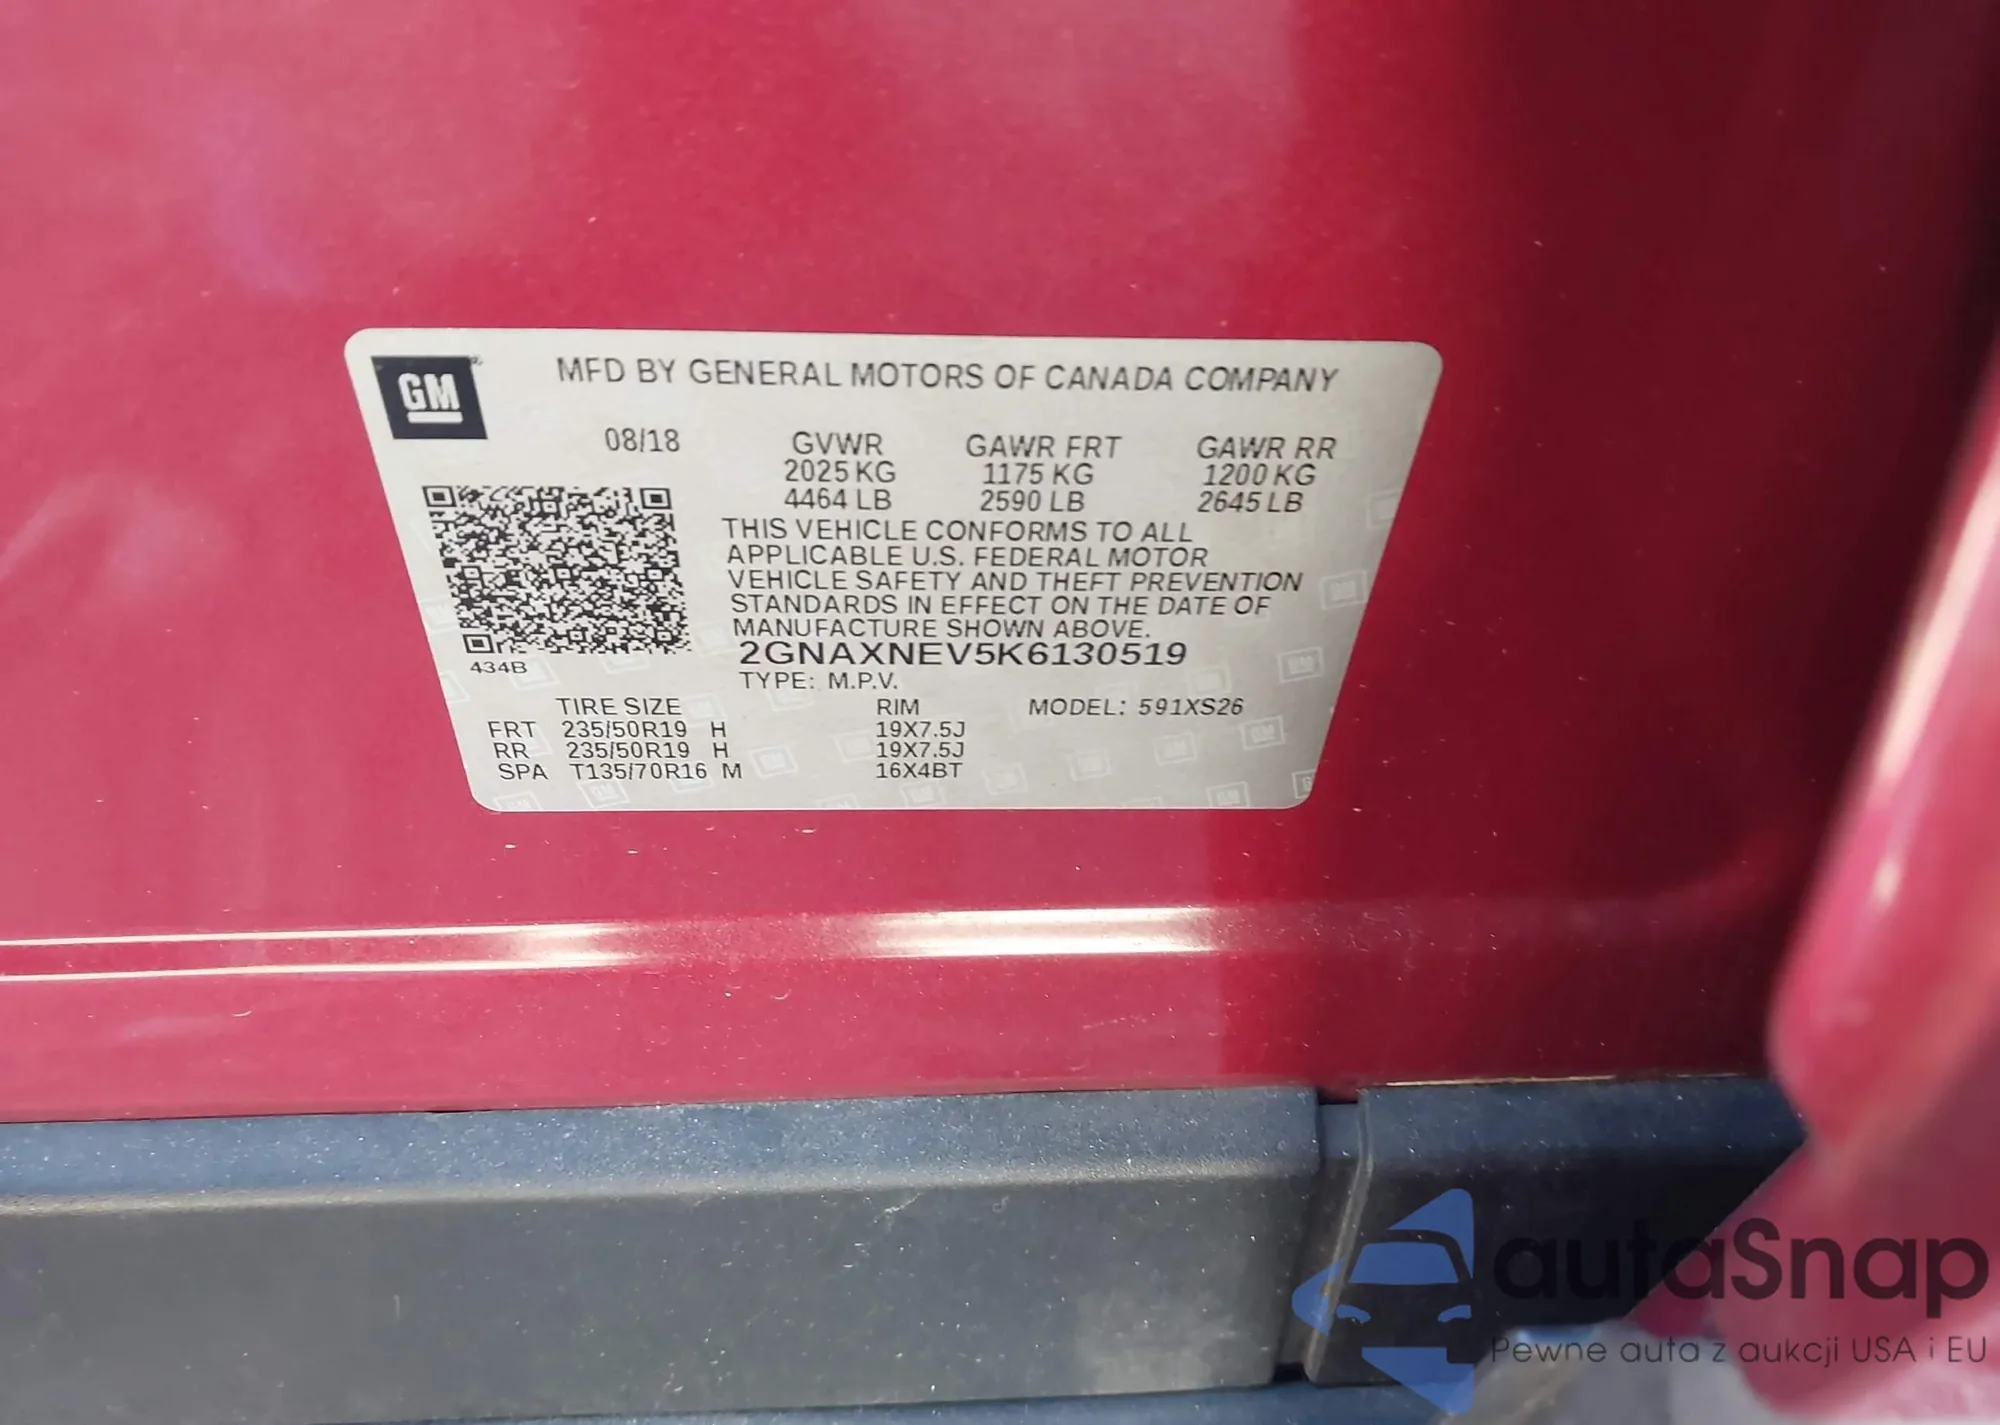 GM
MFD BY GENERAL MOTORS OF CANADA COMPANY
08/18 GVWR GAWR FRT GAWR RR
2025 KG 1175 KG 1200 KG
4464 LB 2590 LB 2645 LB
THIS VEHICLE CONFORMS TO ALL
APPLICABLE U.S. FEDERAL MOTOR
VEHICLE SAFETY AND THEFT PREVENTION
STANDARDS IN EFFECT ON THE DATE OF
MANUFACTURE SHOWN ABOVE.
2GNAXNEV5K6130519
434B
TYPE: M.P.V.
TIRE SIZE RIM MODEL: 591XS26
FRT 235/50R19 H 19X7.5J
RR 235/50R19 H 19X7.5J
SPA T135/70R16 M 16X4BT
autaSnap
Pewne auta z aukcji USA i EU